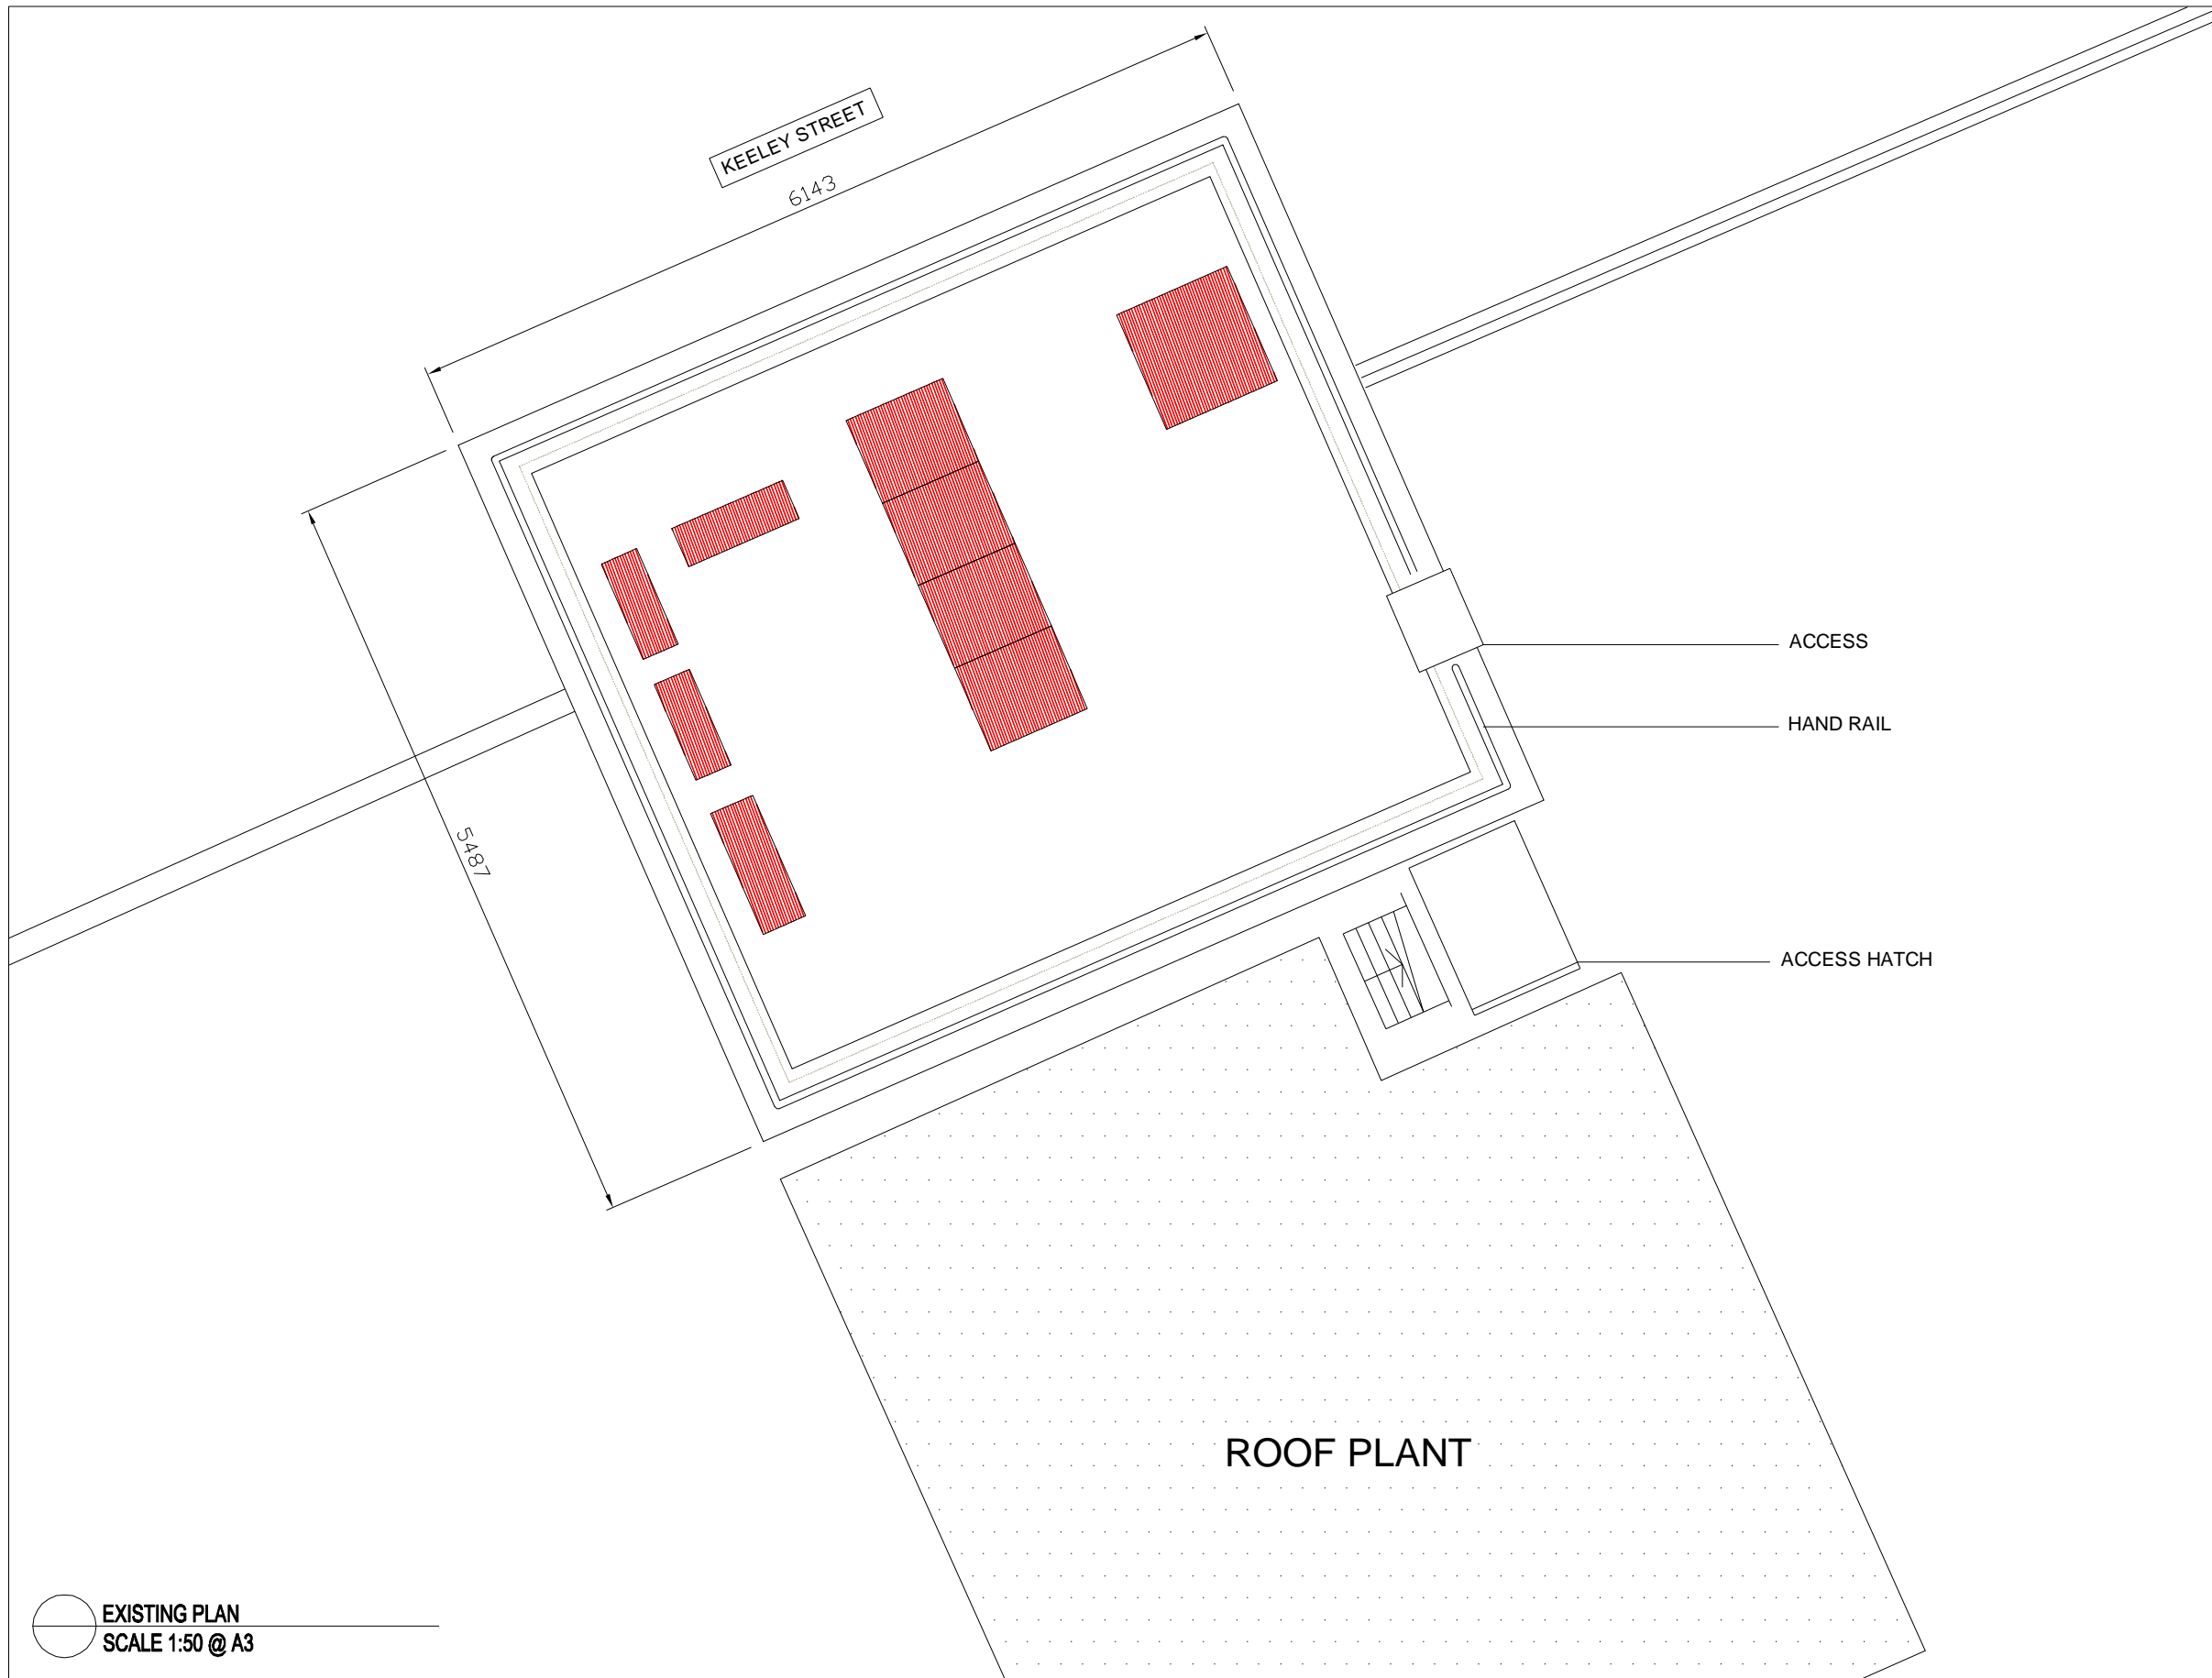 KEELEY STREET
6143
ACCESS
HAND RAIL
5487
ACCESS HATCH
ROOF PLANT
EXISTING PLAN
SCALE 1:50 @ A3